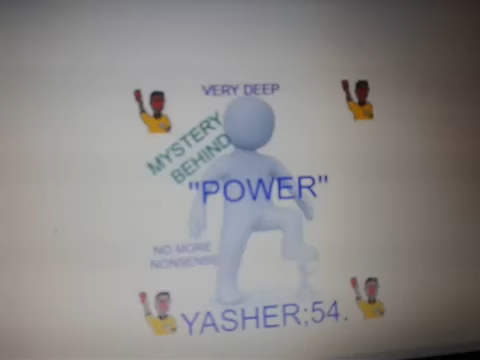 VERY DEEP
MYSTERY
BEHIND
"POWER"
NO MORE
NONSENSE
YASHER;54.